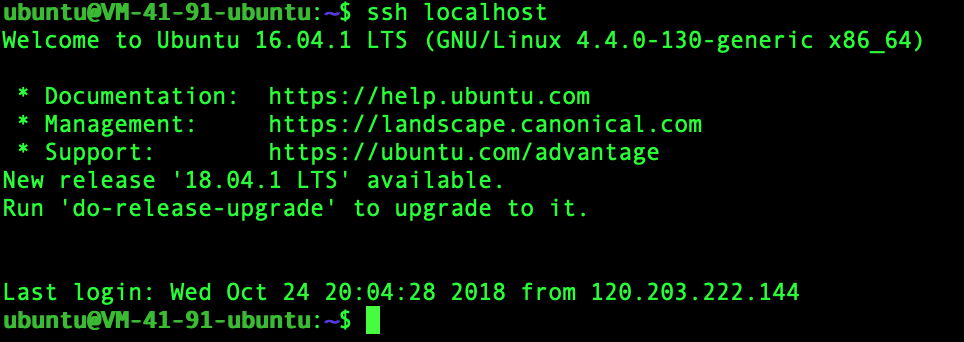 ubuntu@VM-41-91-ubuntu:~$ ssh localhost
Welcome to Ubuntu 16.04.1 LTS (GNU/Linux 4.4.0-130-generic x86_64)
* Documentation:  https://help.ubuntu.com
* Management:     https://landscape.canonical.com
* Support:        https://ubuntu.com/advantage
New release '18.04.1 LTS' available.
Run 'do-release-upgrade' to upgrade to it.
Last login: Wed Oct 24 20:04:28 2018 from 120.203.222.144
ubuntu@VM-41-91-ubuntu:~$